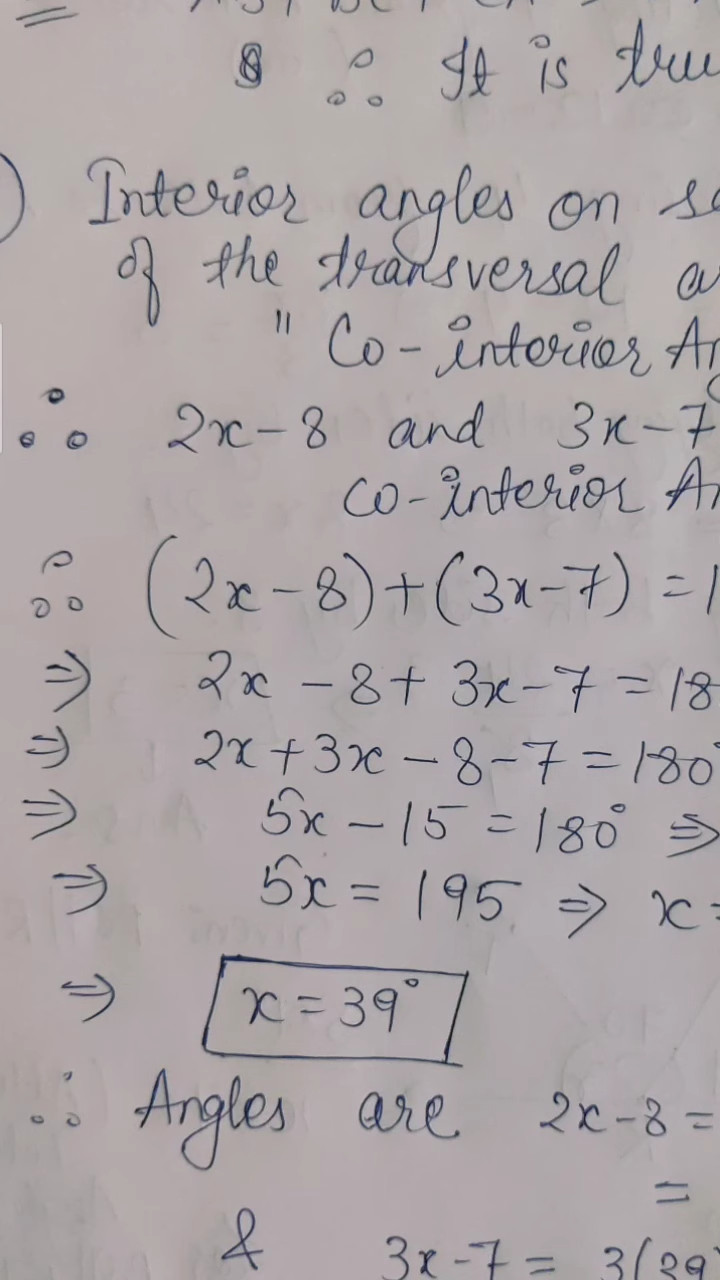 ∴ It is tru
) Interior angles on s
of the transversal a
" Co-interior A
∴ 2x-8 and 3x-7
co-interior A
∴ (2x-8)+(3x-7) = 1
⇒ 2x -8+ 3x-7 = 18
⇒ 2x+3x -8-7 = 180°
⇒ 5x -15 = 180° ⇒
⇒ 5x = 195 ⇒ x =
⇒ x = 39°
∴ Angles are 2x-8 =
=
& 3x-7 = 3(39°